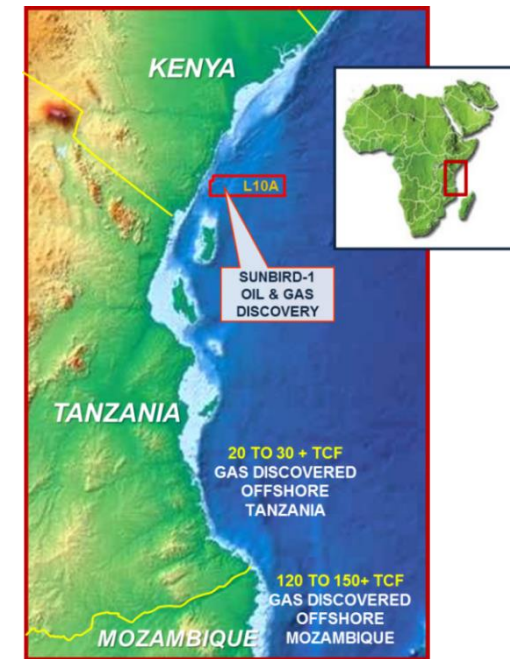 KENYA
L10A
SUNBIRD-1
OIL & GAS
DISCOVERY
TANZANIA
20 TO 30 + TCF
GAS DISCOVERED
OFFSHORE
TANZANIA
120 TO 150+ TCF
GAS DISCOVERED
OFFSHORE
MOZAMBIQUE
MOZAMBIQUE